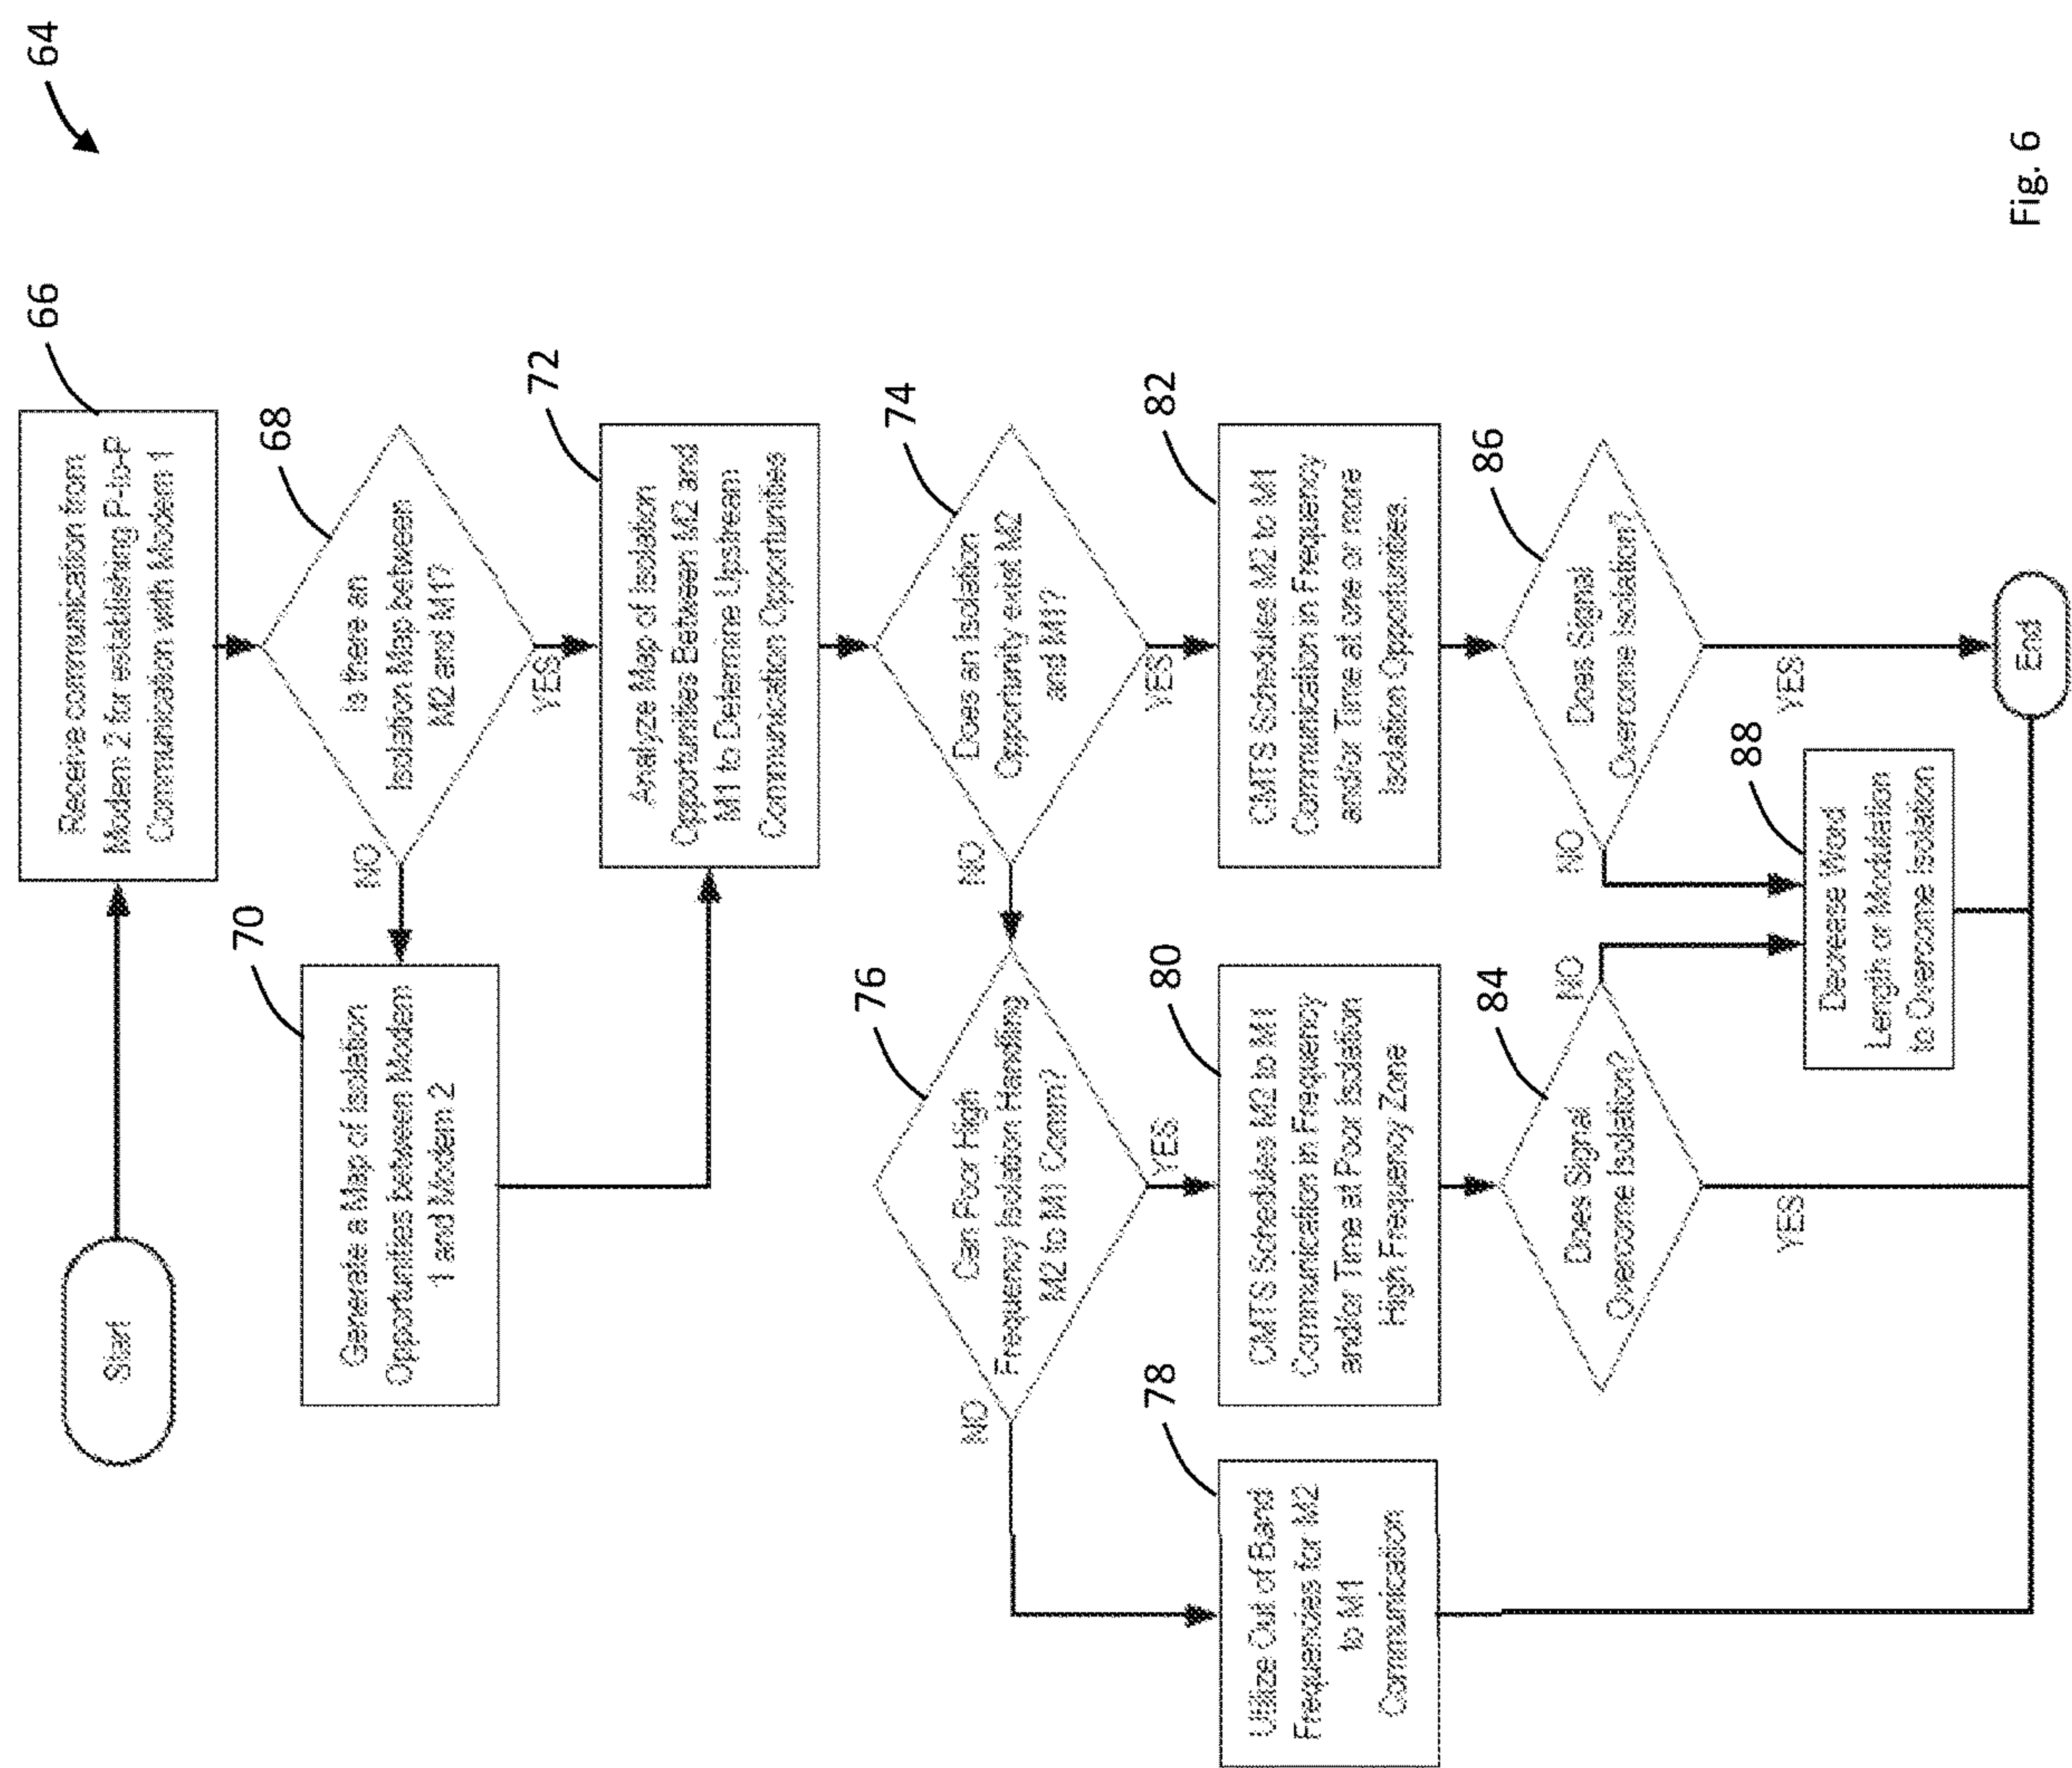 64
Start
Receive communication from
Modem 2 for establishing P-to-P
Communication with Modem 1
66
Is there an
Isolation Map between
M2 and M1?
68
NO
YES
Generate a Map of Isolation
Opportunities between Modem
1 and Modem 2
70
Analyze Map of Isolation
Opportunities Between M2 and
M1 to Determine Upstream
Communication Opportunities
72
Does an Isolation
Opportunity exist M2
and M1?
74
NO
YES
Can Poor High
Frequency Isolation Handling
M2 to M1 Comm?
76
NO
YES
Utilize Out of Band
Frequencies for M2
to M1
Communication
78
CMTS Schedules M2 to M1
Communication in Frequency
and/or Time at Poor Isolation
High Frequency Zone
80
CMTS Schedules M2 to M1
Communication in Frequency
and/or Time at one or more
Isolation Opportunities.
82
Does Signal
Overcome Isolation?
84
NO
YES
Does Signal
Overcome Isolation?
86
NO
YES
Decrease Word
Length or Modulation
to Overcome Isolation
88
End
Fig. 6